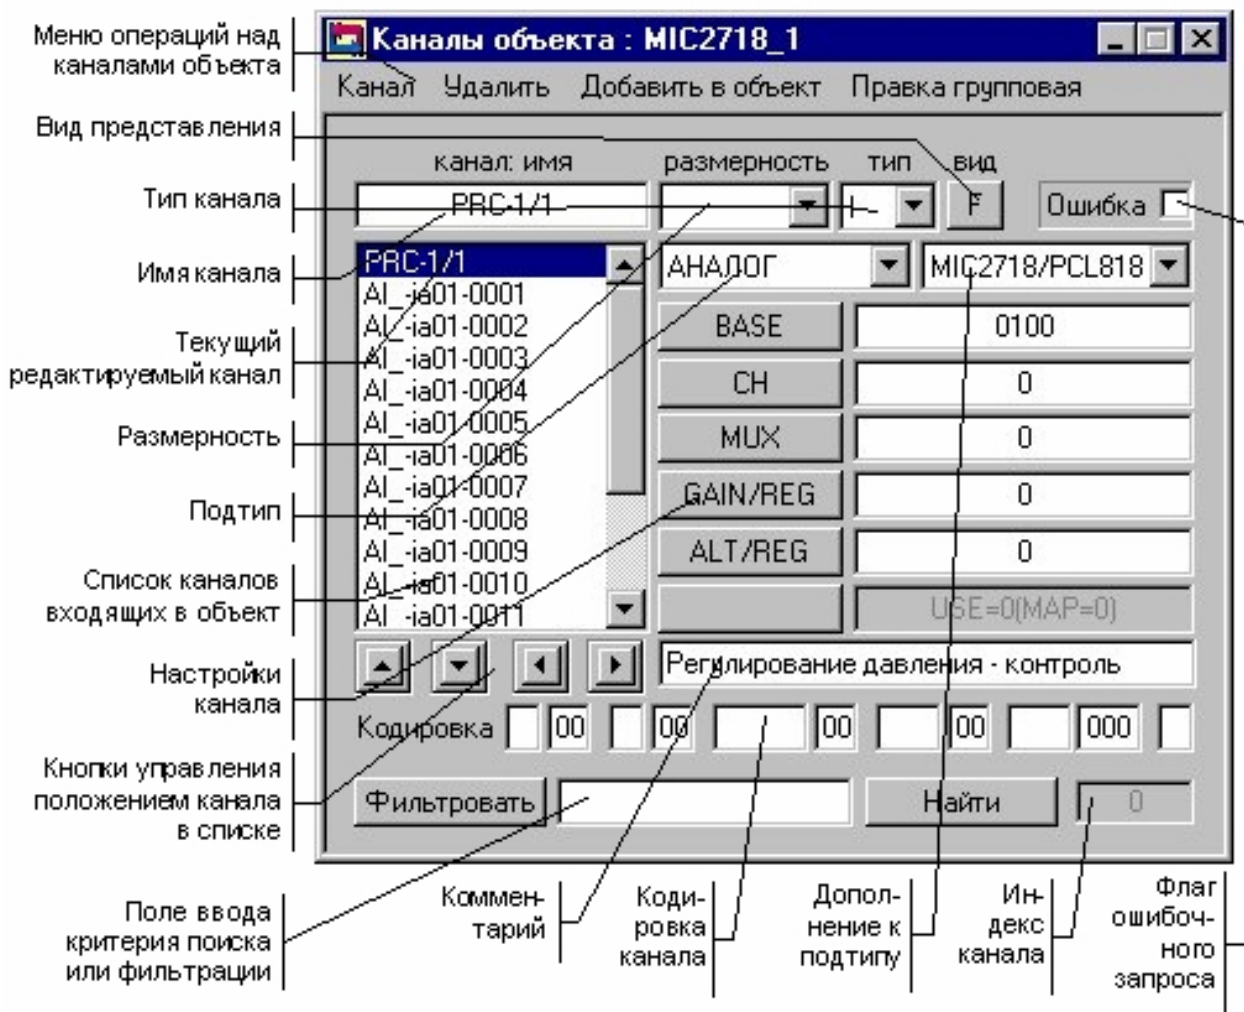 Меню операций над
каналами объекта
Вид представления
Тип канала
Имя канала
Текущий
редактируемый канал
Размерность
Подтип
Список каналов
входящих в объект
Настройки
канала
Кнопки управления
положением канала
в списке
Поле ввода
критерия поиска
или фильтрации
Каналы объекта : MIC2718_1
Канал Удалить Добавить в объект Правка групповая
канал: имя размерность тип вид
PRC-1/1 I F Ошибка
PRC-1/1
AI_-ia01-0001
AI_-ia01-0002
AI_-ia01-0003
AI_-ia01-0004
AI_-ia01-0005
AI_-ia01-0006
AI_-ia01-0007
AI_-ia01-0008
AI_-ia01-0009
AI_-ia01-0010
AI_-ia01-0011
АНАЛОГ MIC2718/PCL818
BASE 0100
CH 0
MUX 0
GAIN/REG 0
ALT/REG 0
USE=0(MAP=0)
Регулирование давления - контроль
Кодировка 00 00 00 00 000
Фильтровать Найти 0
Коммен-
тарий
Коди-
ровка
канала
Допол-
нение к
подтипу
Ин-
декс
канала
Флаг
ошибоч-
ного
запроса